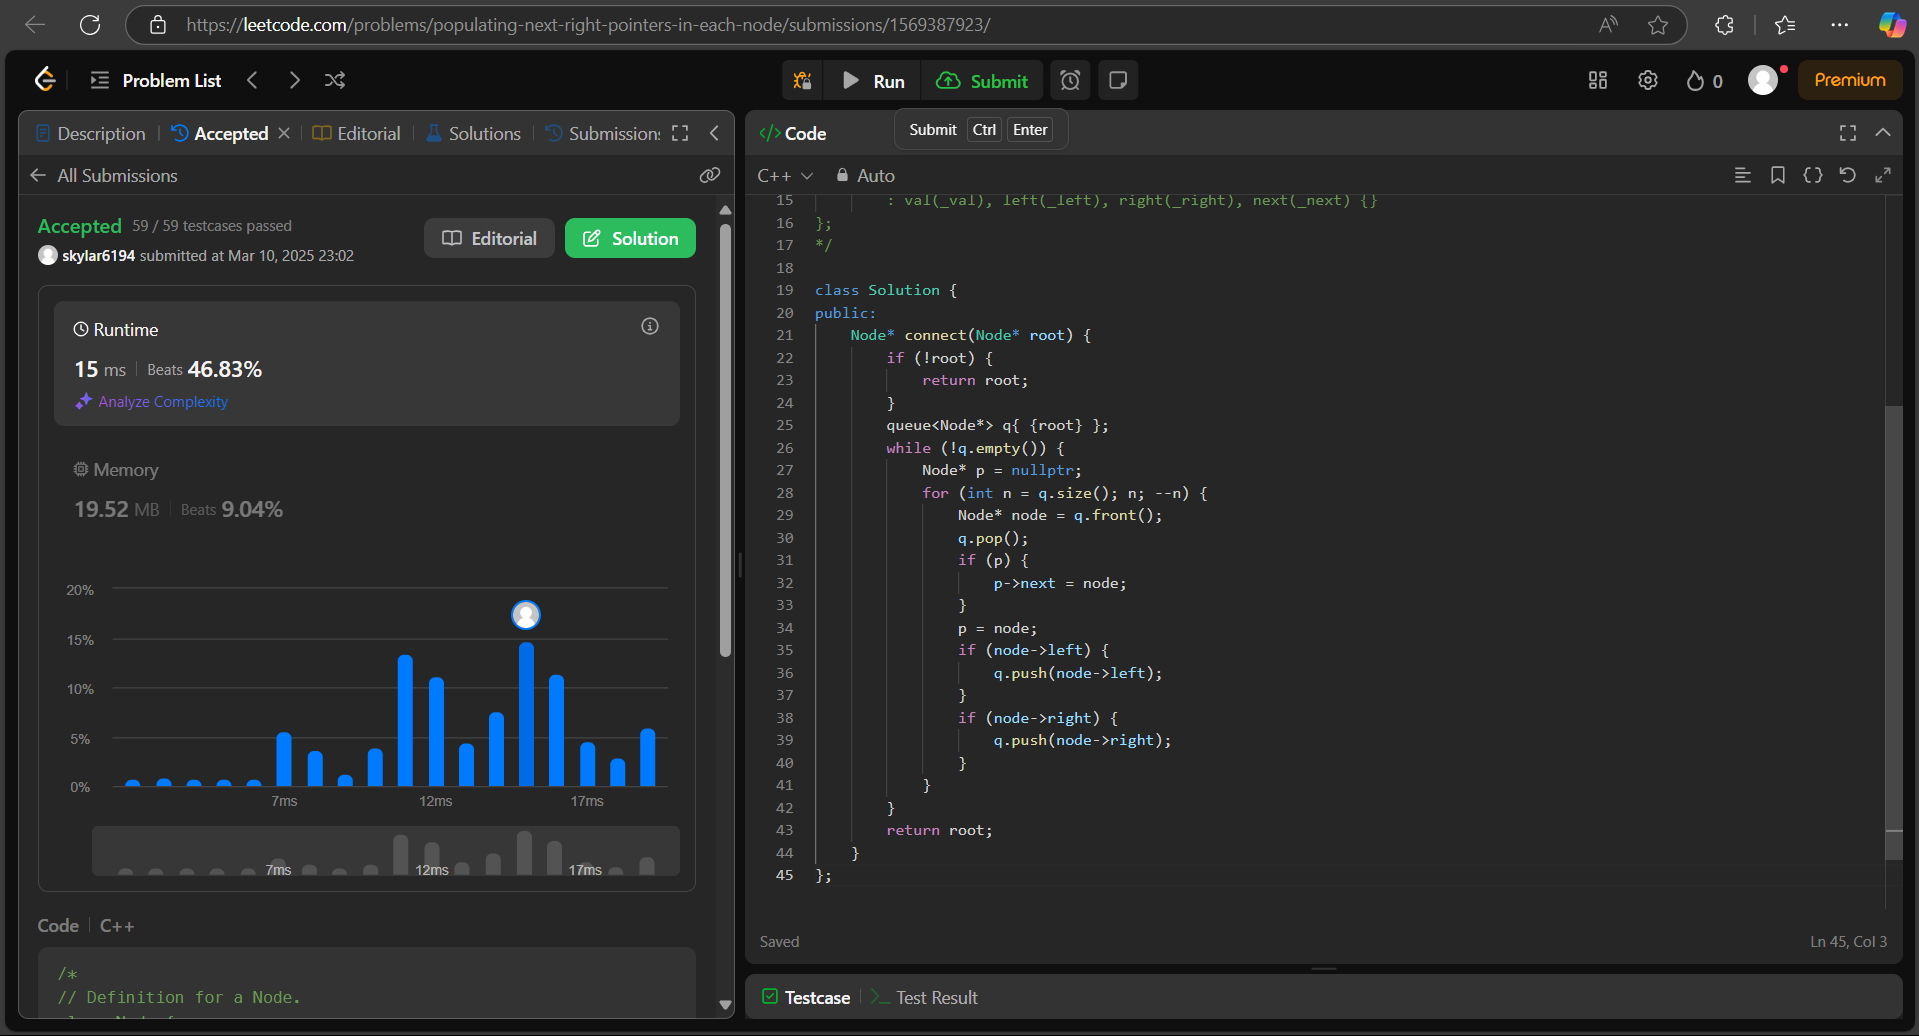 https://leetcode.com/problems/populating-next-right-pointers-in-each-node/submissions/1569387923/
Problem List
Run
Submit
0
Premium
Description
Accepted
Editorial
Solutions
Submissions
All Submissions
Accepted 59 / 59 testcases passed
skylar6194 submitted at Mar 10, 2025 23:02
Editorial
Solution
Runtime
15 ms Beats 46.83%
Analyze Complexity
Memory
19.52 MB Beats 9.04%
20%
15%
10%
5%
0%
7ms 12ms 17ms
7ms 12ms 17ms
Code C++
/*
// Definition for a Node.
Code
Submit Ctrl Enter
C++ Auto
15 : val(_val), left(_left), right(_right), next(_next) {}
16 };
17 */
18
19 class Solution {
20 public:
21 Node* connect(Node* root) {
22 if (!root) {
23 return root;
24 }
25 queue<Node*> q{ {root} };
26 while (!q.empty()) {
27 Node* p = nullptr;
28 for (int n = q.size(); n; --n) {
29 Node* node = q.front();
30 q.pop();
31 if (p) {
32 p->next = node;
33 }
34 p = node;
35 if (node->left) {
36 q.push(node->left);
37 }
38 if (node->right) {
39 q.push(node->right);
40 }
41 }
42 }
43 return root;
44 }
45 };
Saved
Ln 45, Col 3
Testcase
Test Result